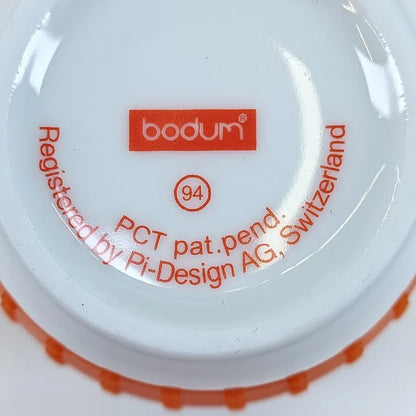 bodum®
94
PCT pat.pend.
Registered by Pi-Design AG, Switzerland